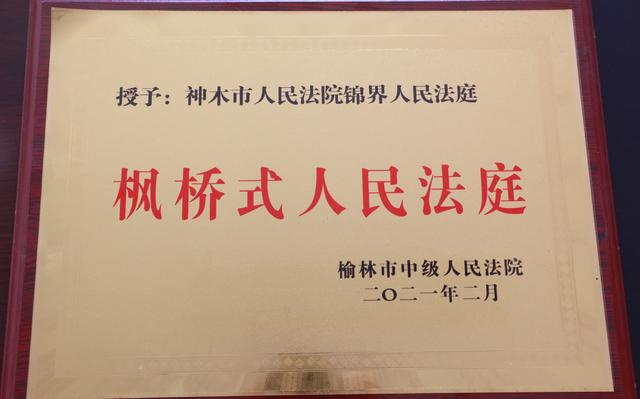 授予：神木市人民法院锦界人民法庭
枫桥式人民法庭
榆林市中级人民法院
二〇二一年二月